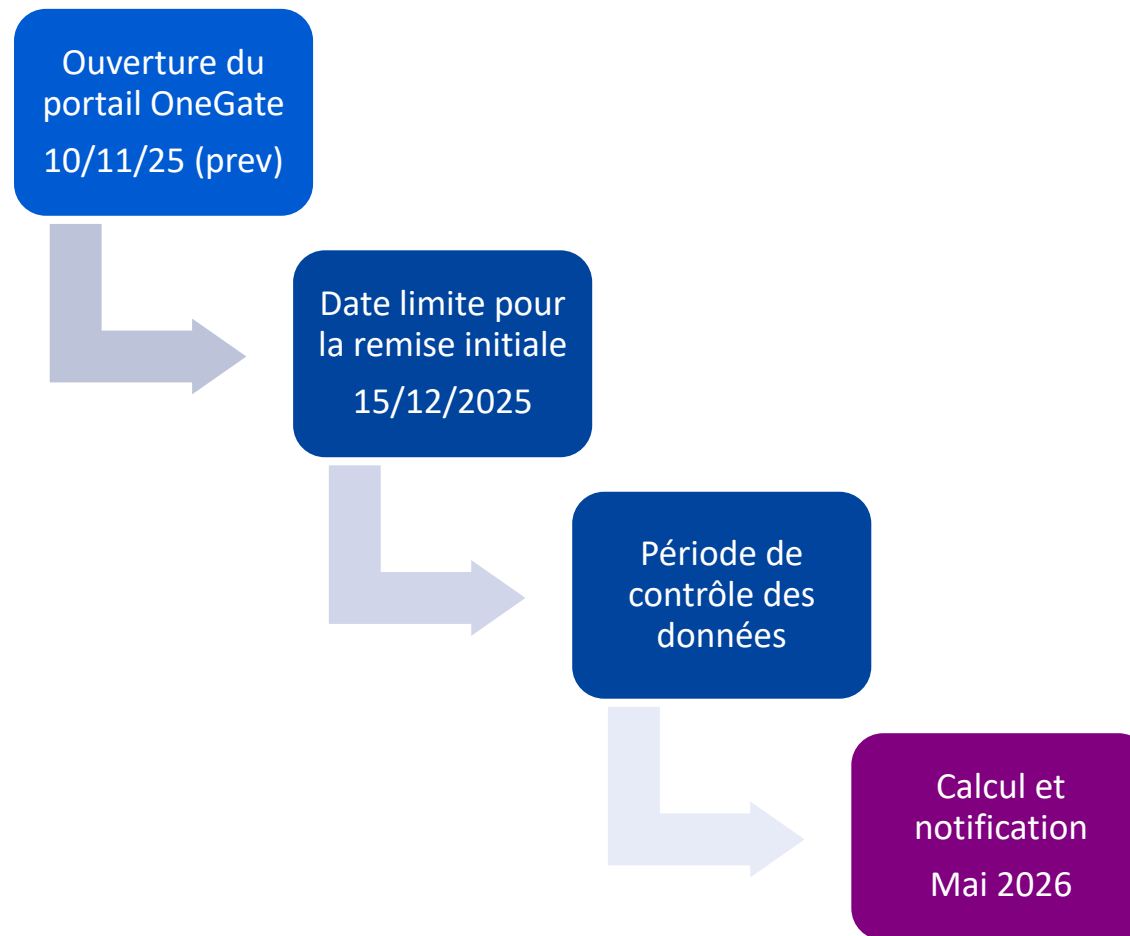 Ouverture du
portail OneGate
10/11/25 (prev)
Date limite pour
la remise initiale
15/12/2025
Période de
contrôle des
données
Calcul et
notification
Mai 2026